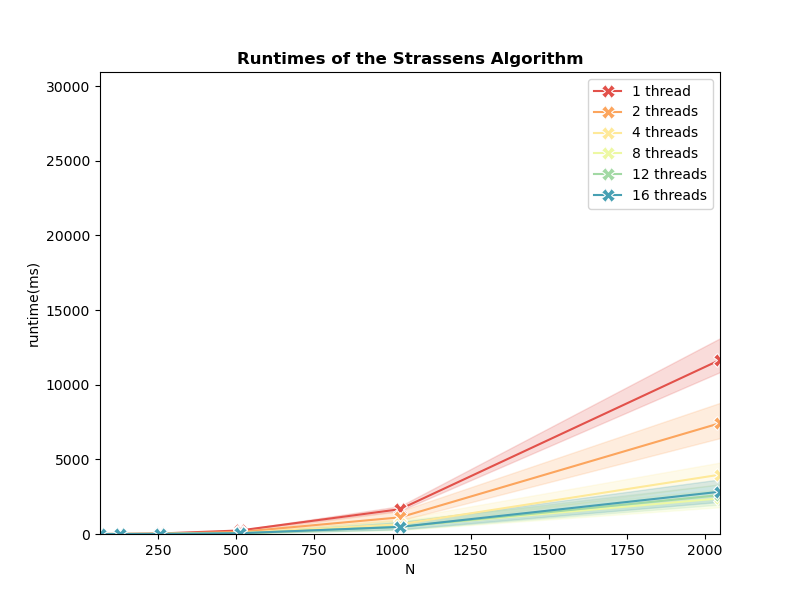 Runtimes of the Strassens Algorithm
30000
25000
20000
15000
10000
5000
0
runtime(ms)
1 thread
2 threads
4 threads
8 threads
12 threads
16 threads
250 500 750 1000 1250 1500 1750 2000
N